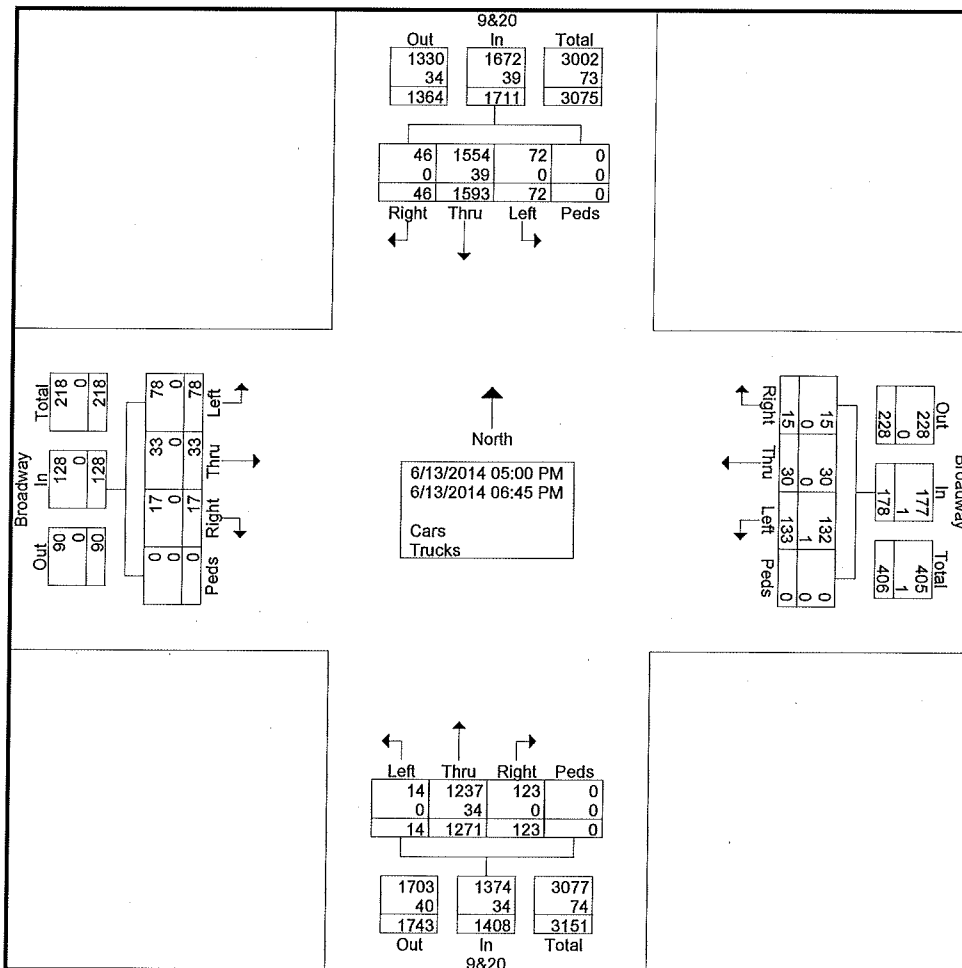 9&20
Out In Total
1330 1672 3002
34 39 73
1364 1711 3075
46 1554 72 0
0 39 0 0
46 1593 72 0
Right Thru Left Peds
Broadway
Out In Total
90 128 218
0 0 0
90 128 218
Left Thru Right Peds
78 33 17 0
0 0 0 0
78 33 17 0
North
6/13/2014 05:00 PM
6/13/2014 06:45 PM
Cars
Trucks
Right Thru Left Peds
15 30 132 0
0 0 1 0
15 30 133 0
Broadway
Out In Total
228 177 405
0 1 1
228 178 406
Left Thru Right Peds
14 1237 123 0
0 34 0 0
14 1271 123 0
1703 1374 3077
40 34 74
1743 1408 3151
Out In Total
9&20